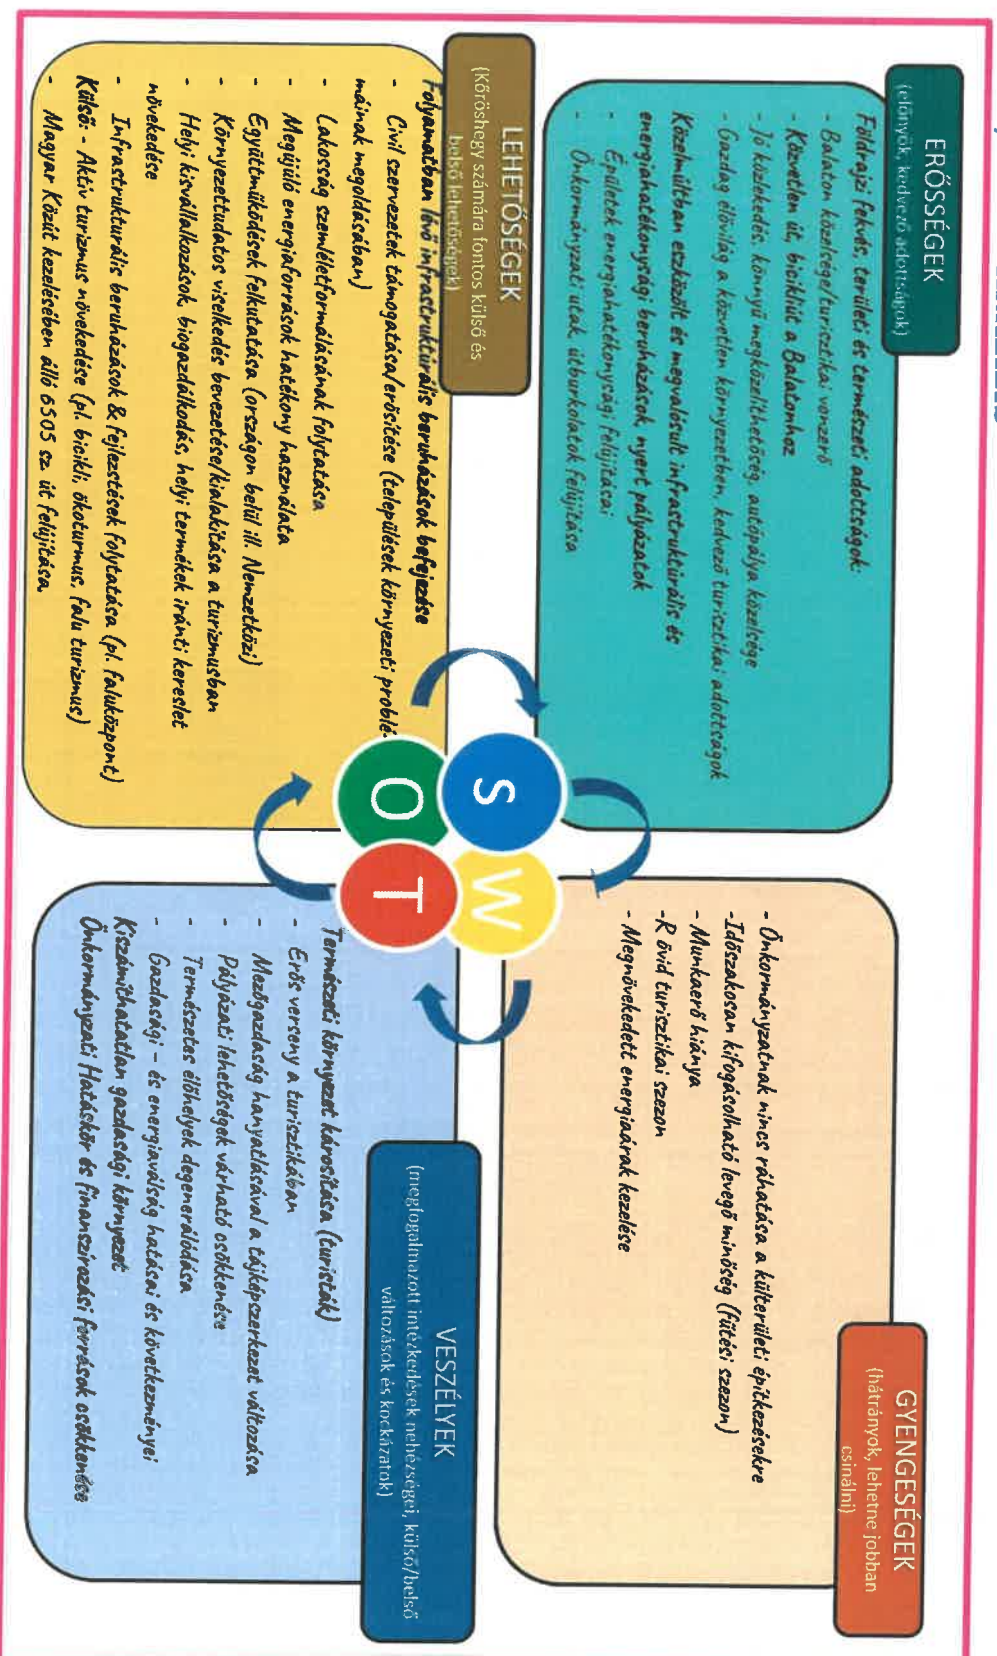 ERŐSSÉGEK
(előnyök, kedvező adottságok)
Földrajzi fekvés, területi és természeti adottságok:
- Balaton közelsége/turisztikai vonzerő
- Közvetlen út, bicikliút a Balatonhoz
- Jó közlekedés, könnyű megközelíthetőség, autópálya közelsége
- Gazdag élővilág a közvetlen környezetben, kedvező turisztikai adottságok
Közelmúltban eszközölt és megvalósult infrastruktúrális és
energiahatékonyság beruházások, nyert pályázatok
- Épületek energiahatékonysági felújításai
- Önkormányzati utak, útburkolatok felújítása
GYENGESÉGEK
(hátrányok, lehetne jobban
csinálni)
- Önkormányzatnak nincs ráhatása a külterületi építkezésekre
-Időszakosan kifogásolható levegő minőség (fűtési szezon)
- Munkaerő hiánya
-R övid turisztikai szezon
- Megnövekedett energiaárak kezelése
S
W
O
T
LEHETŐSÉGEK
(Kőröshegy számára fontos külső és
belső lehetőségek)
Folyamatban lévő infrastruktúrális beruházások befejezése
- Civil szervezetek támogatása/erősítése (települések környezeti problé-
máinak megoldásában)
- Lakosság szemléletformálásának folytatása
- Megújuló energiaforrások hatékony használata
- Együttműködések felkutatása (országon belül ill. Nemzetközi)
- Környezettudatos viselkedés bevezetése/kialakítása a turizmusban
- Helyi kisvállalkozások, biogazdálkodás, helyi termékek iránti kereslet
növekedése
- Infrastrukturális beruházások & fejlesztések folytatása (pl. faluközpont)
Külső: - Aktív turizmus növekedése (pl. bicikli, ökoturmus, falu turizmus)
- Magyar Közút kezelésében álló 6505 sz. út felújítása
VESZÉLYEK
(megfogalmazott intézkedések nehézségei, külső/belső
változások és kockázatok)
Természeti környezet károsítása (turisták)
- Erős verseny a turisztikában
- Mezőgazdaság hanyatlásával a tájképszerkezet változása
- Pályázati lehetőségek várható csökkenése
- Természetes élőhelyek degenerálódása
- Gazdasági – és energiaválság hatásai és következményei
Kiszámíthatatlan gazdasági környezet
Önkormányzati Hatáskör és finanszírozási források csökkenése